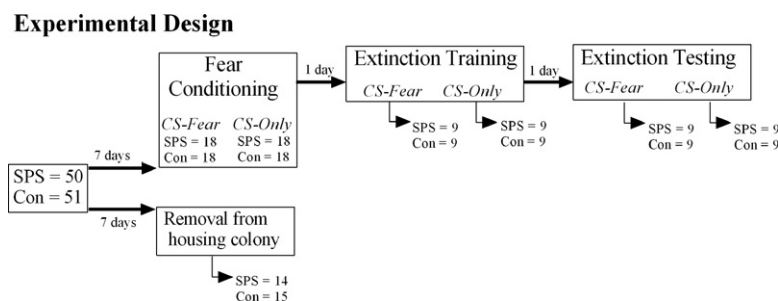 Experimental Design
SPS = 50
Con = 51
7 days
7 days
Fear
Conditioning
CS-Fear CS-Only
SPS = 18 SPS = 18
Con = 18 Con = 18
Removal from
housing colony
SPS = 14
Con = 15
1 day
Extinction Training
CS-Fear CS-Only
SPS = 9 SPS = 9
Con = 9 Con = 9
1 day
Extinction Testing
CS-Fear CS-Only
SPS = 9 SPS = 9
Con = 9 Con = 9